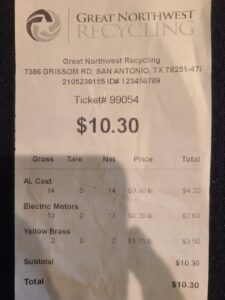 GREAT NORTHWEST
RECYCLING
Great Northwest Recycling
7386 GRISSOM RD, SAN ANTONIO, TX 78251-47
2105238155 ID# 123456789
Ticket# 99054
$10.30
Gross Tare Net Price Total
AL Cast
14 0 14 $0.30 lb $4.20
Electric Motors
13 0 13 $0.20 lb $2.60
Yellow Brass
2 0 2 $1.75 lb $3.50
Subtotal $10.30
Total $10.30